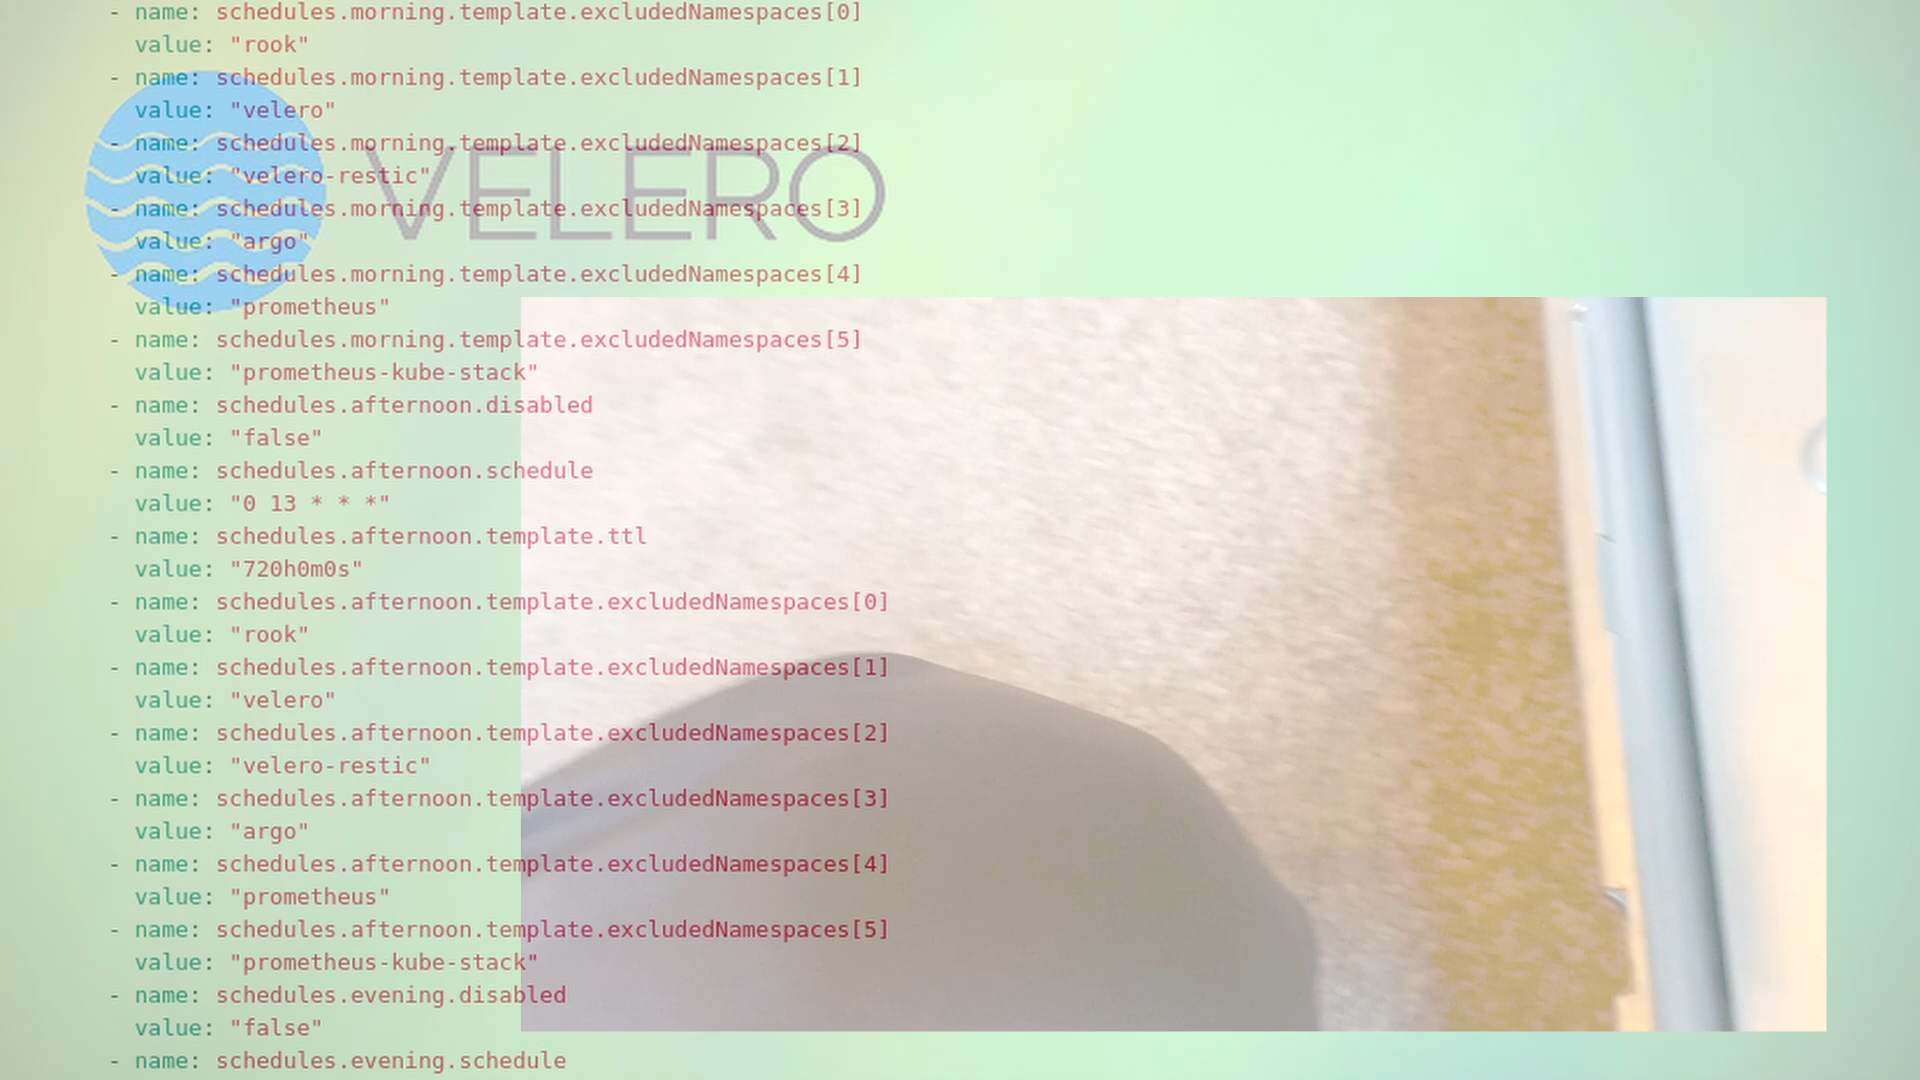 - name: schedules.morning.template.excludedNamespaces[0]
value: "rook"
- name: schedules.morning.template.excludedNamespaces[1]
value: "velero"
- name: schedules.morning.template.excludedNamespaces[2]
value: "velero-restic"
VELERO
- name: schedules.morning.template.excludedNamespaces[3]
value: "argo"
- name: schedules.morning.template.excludedNamespaces[4]
value: "prometheus"
- name: schedules.morning.template.excludedNamespaces[5]
value: "prometheus-kube-stack"
- name: schedules.afternoon.disabled
value: "false"
- name: schedules.afternoon.schedule
value: "0 13 * * *"
- name: schedules.afternoon.template.ttl
value: "720h0m0s"
- name: schedules.afternoon.template.excludedNamespaces[0]
value: "rook"
- name: schedules.afternoon.template.excludedNamespaces[1]
value: "velero"
- name: schedules.afternoon.template.excludedNamespaces[2]
value: "velero-restic"
- name: schedules.afternoon.template.excludedNamespaces[3]
value: "argo"
- name: schedules.afternoon.template.excludedNamespaces[4]
value: "prometheus"
- name: schedules.afternoon.template.excludedNamespaces[5]
value: "prometheus-kube-stack"
- name: schedules.evening.disabled
value: "false"
- name: schedules.evening.schedule